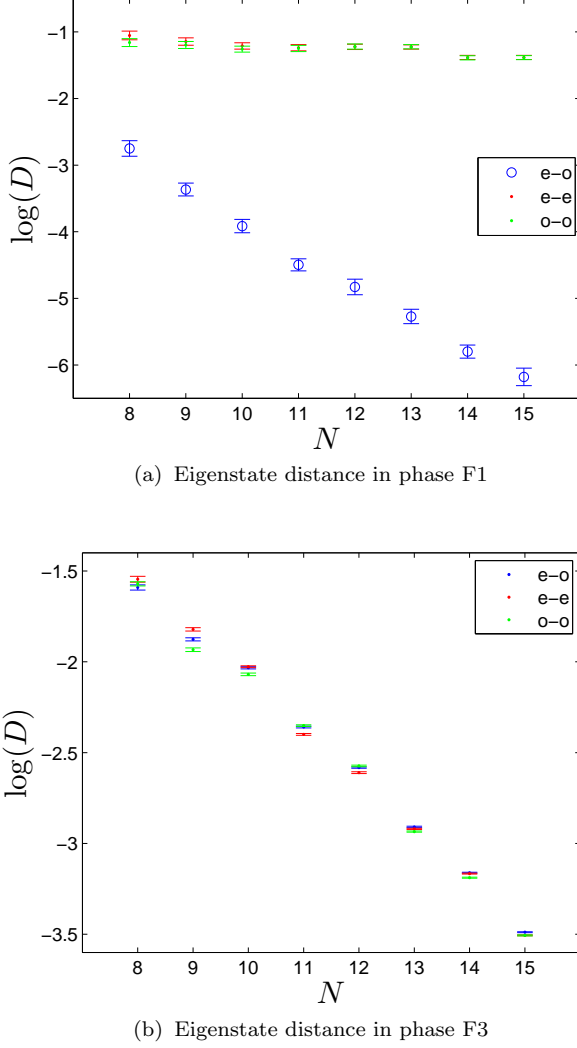 −1
−2
−3
−4
−5
−6
log(D)
e−o
e−e
o−o
8 9 10 11 12 13 14 15
N
(a) Eigenstate distance in phase F1
−1.5
−2
−2.5
−3
−3.5
log(D)
e−o
e−e
o−o
8 9 10 11 12 13 14 15
N
(b) Eigenstate distance in phase F3